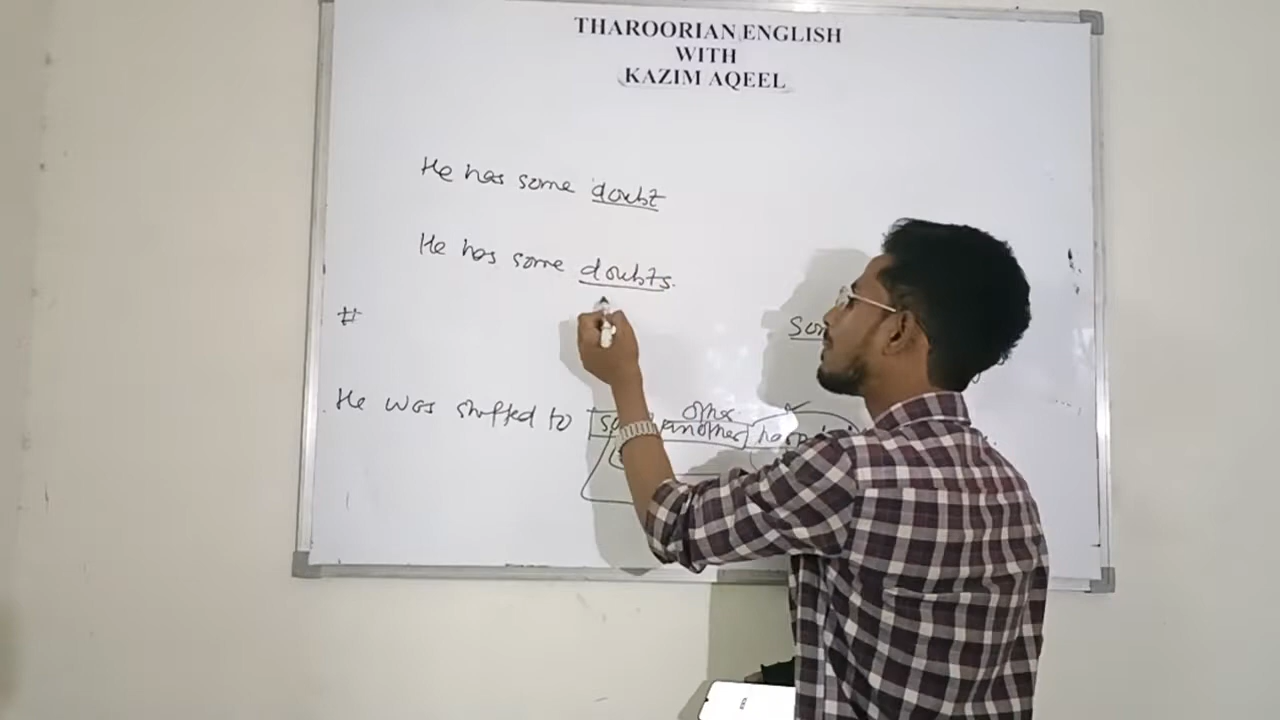 THAROORIAN ENGLISH
WITH
KAZIM AQEEL
He has some doubt
He has some doubts.
#
other
He was shifted to another